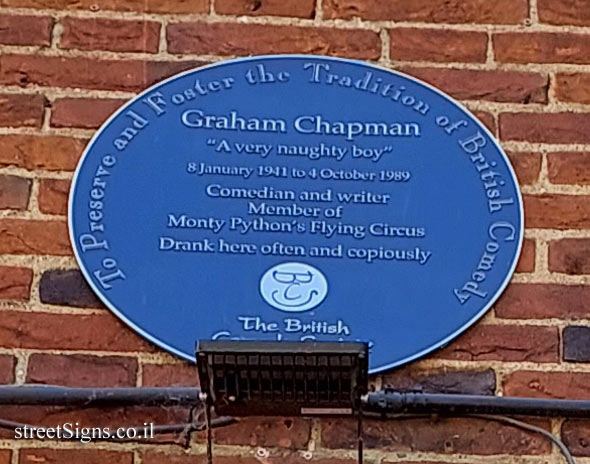 To Preserve and Foster the Tradition of British Comedy
Graham Chapman
"A very naughty boy"
8 January 1941 to 4 October 1989
Comedian and writer
Member of
Monty Python's Flying Circus
Drank here often and copiously
The British
streetSigns.co.il